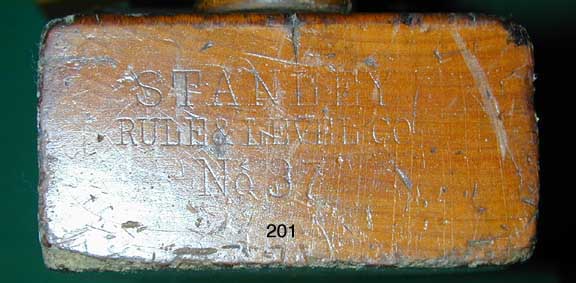 STANLEY
RULE & LEVEL CO
No 37
201